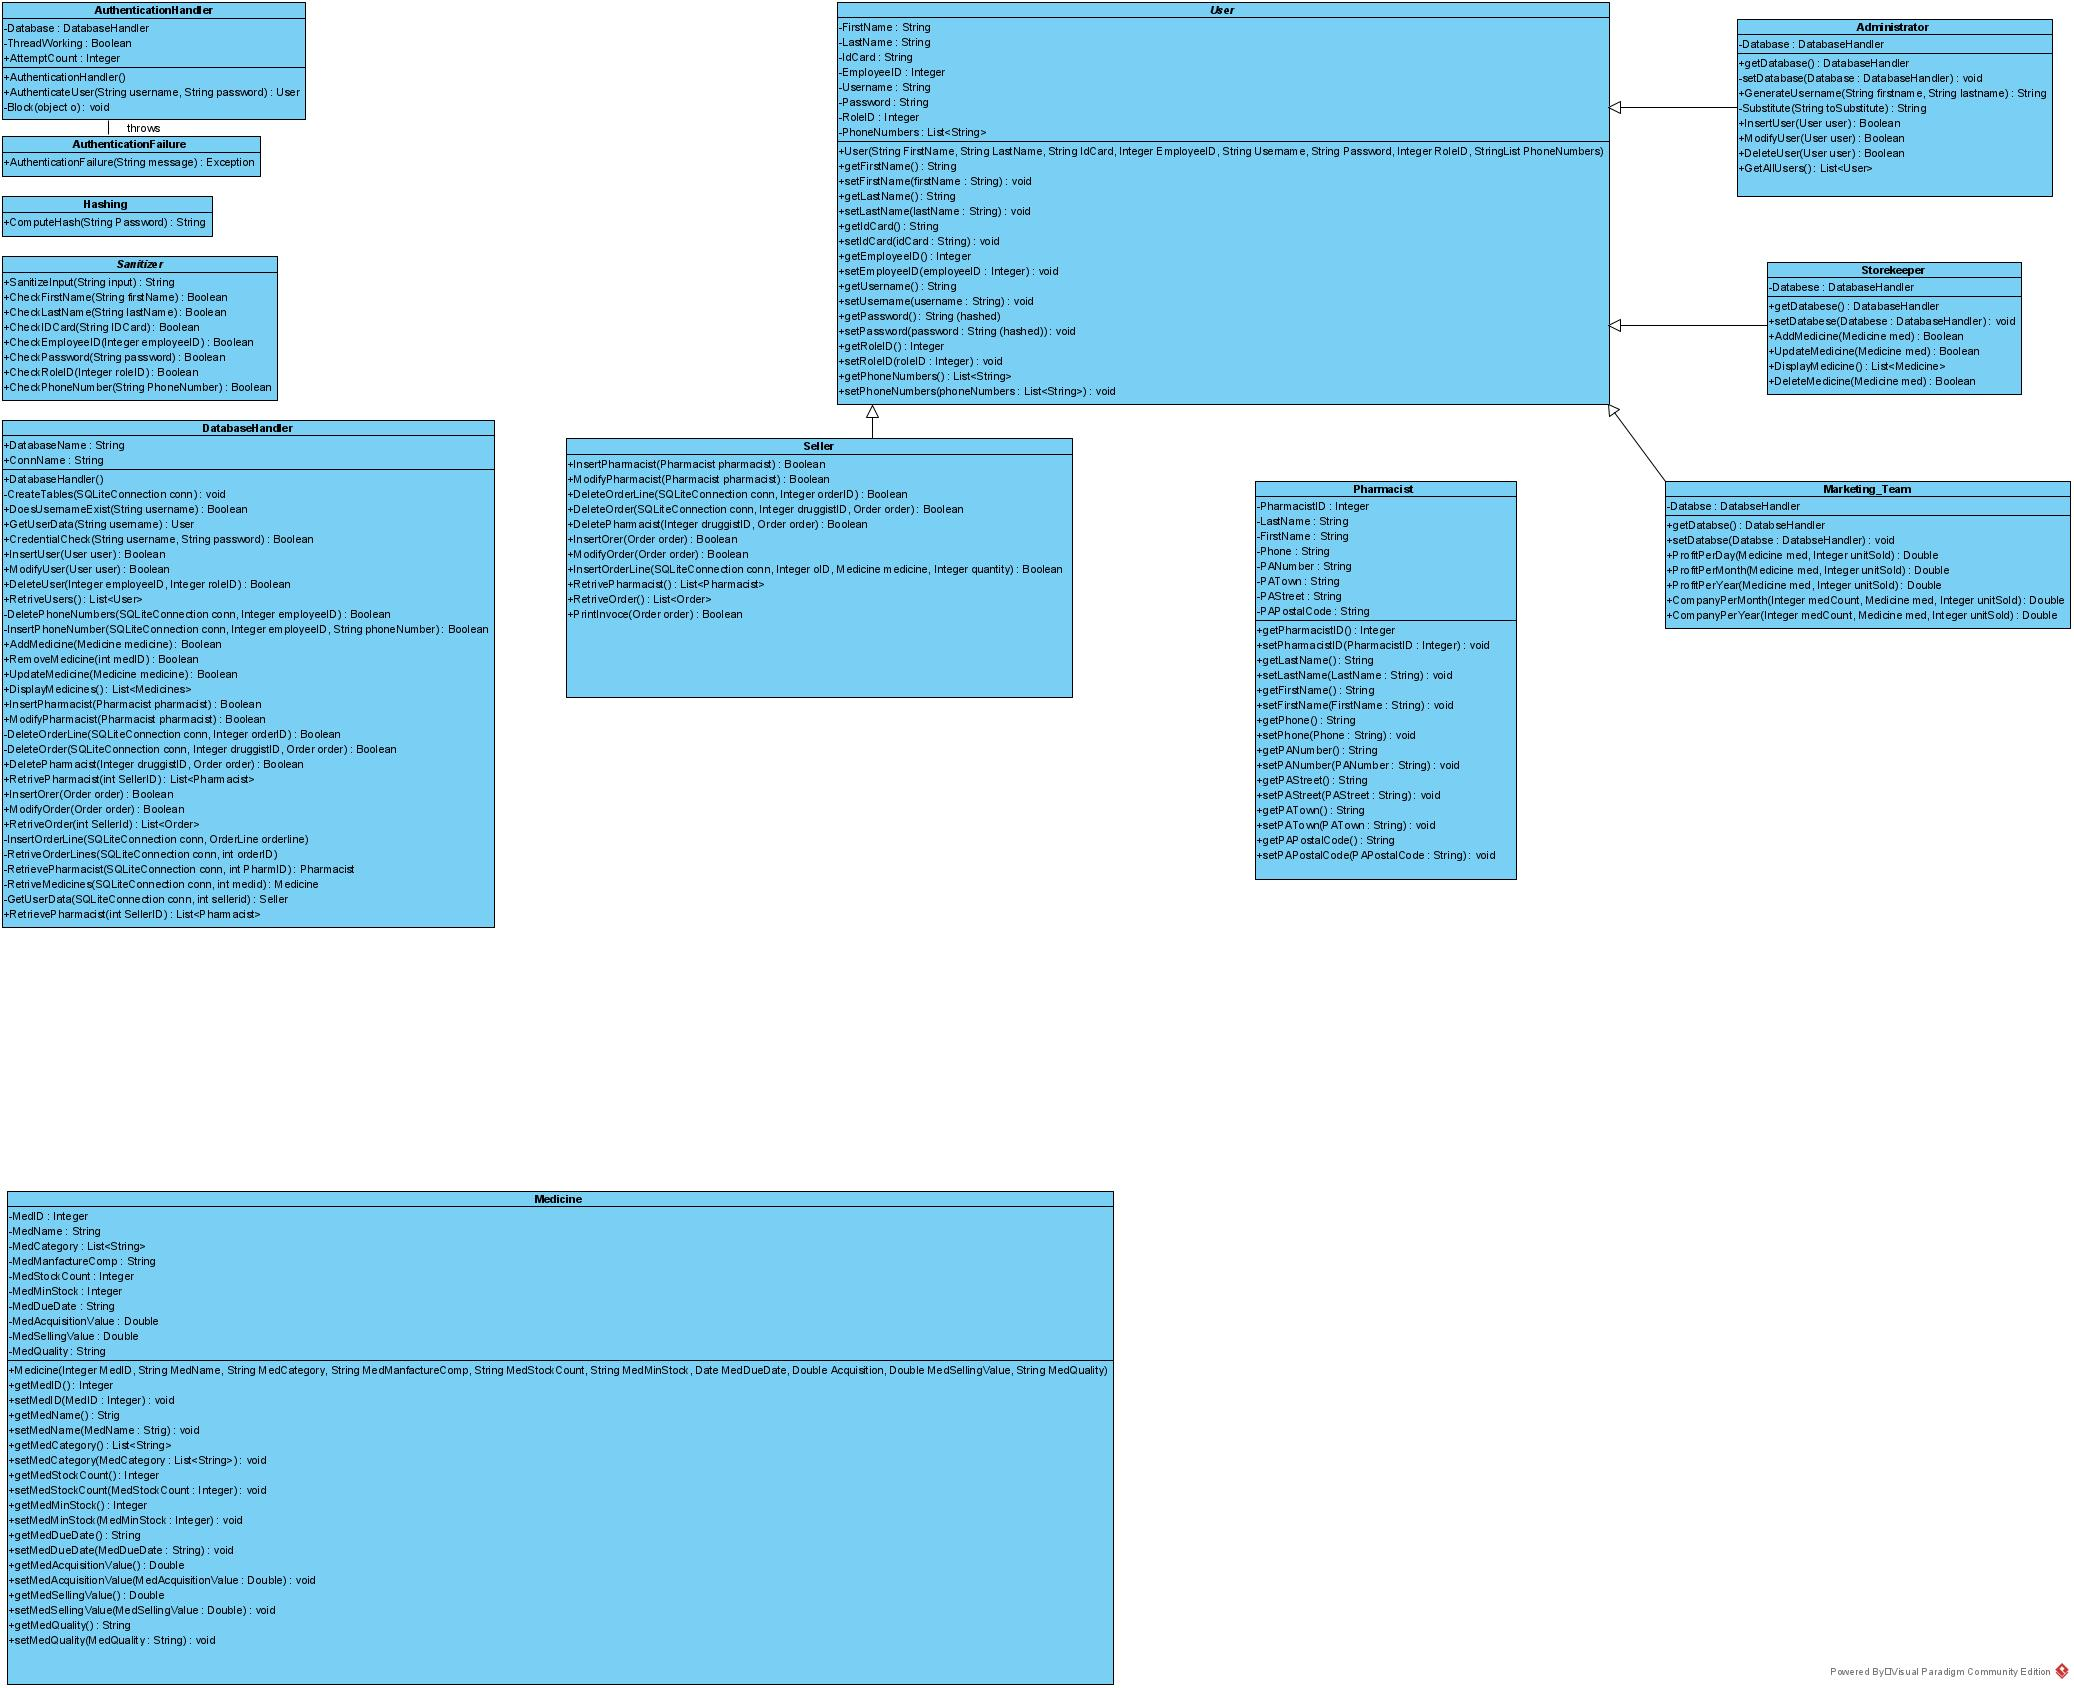 AuthenticationHandler
-Database : DatabaseHandler
-ThreadWorking : Boolean
+AttemptCount : Integer
+AuthenticationHandler()
+AuthenticateUser(String username, String password) : User
-Block(object o) : void
throws
AuthenticationFailure
+AuthenticationFailure(String message) : Exception
Hashing
+ComputeHash(String Password) : String
Sanitizer
+SanitizeInput(String input) : String
+CheckFirstName(String firstName) : Boolean
+CheckLastName(String lastName) : Boolean
+CheckIDCard(String IDCard) : Boolean
+CheckEmployeeID(Integer employeeID) : Boolean
+CheckPassword(String password) : Boolean
+CheckRoleID(Integer roleID) : Boolean
+CheckPhoneNumber(String PhoneNumber) : Boolean
DatabaseHandler
+DatabaseName : String
+ConnName : String
+DatabaseHandler()
-CreateTables(SQLiteConnection conn) : void
+DoesUsernameExist(String username) : Boolean
+GetUserData(String username) : User
+CredentialCheck(String username, String password) : Boolean
+InsertUser(User user) : Boolean
+ModifyUser(User user) : Boolean
+DeleteUser(Integer employeeID, Integer roleID) : Boolean
+RetriveUsers() : List<User>
-DeletePhoneNumbers(SQLiteConnection conn, Integer employeeID) : Boolean
-InsertPhoneNumber(SQLiteConnection conn, Integer employeeID, String phoneNumber) : Boolean
+AddMedicine(Medicine medicine) : Boolean
+RemoveMedicine(int medID) : Boolean
+UpdateMedicine(Medicine medicine) : Boolean
+DisplayMedicines() : List<Medicines>
+InsertPharmacist(Pharmacist pharmacist) : Boolean
+ModifyPharmacist(Pharmacist pharmacist) : Boolean
-DeleteOrderLine(SQLiteConnection conn, Integer orderID) : Boolean
-DeleteOrder(SQLiteConnection conn, Integer druggistID, Order order) : Boolean
+DeletePharmacist(Integer druggistID, Order order) : Boolean
+RetrivePharmacist(int SellerID) : List<Pharmacist>
+InsertOrer(Order order) : Boolean
+ModifyOrder(Order order) : Boolean
+RetriveOrder(int SellerId) : List<Order>
-InsertOrderLine(SQLiteConnection conn, OrderLine orderline)
-RetriveOrderLines(SQLiteConnection conn, int orderID)
-RetrievePharmacist(SQLiteConnection conn, int PharmID) : Pharmacist
-RetriveMedicines(SQLiteConnection conn, int medid) : Medicine
-GetUserData(SQLiteConnection conn, int sellerid) : Seller
+RetrievePharmacist(int SellerID) : List<Pharmacist>
User
-FirstName : String
-LastName : String
-IdCard : String
-EmployeeID : Integer
-Username : String
-Password : String
-RoleID : Integer
-PhoneNumbers : List<String>
+User(String FirstName, String LastName, String IdCard, Integer EmployeeID, String Username, String Password, Integer RoleID, StringList PhoneNumbers)
+getFirstName() : String
+setFirstName(firstName : String) : void
+getLastName() : String
+setLastName(lastName : String) : void
+getIdCard() : String
+setIdCard(idCard : String) : void
+getEmployeeID() : Integer
+setEmployeeID(employeeID : Integer) : void
+getUsername() : String
+setUsername(username : String) : void
+getPassword() : String (hashed)
+setPassword(password : String (hashed)) : void
+getRoleID() : Integer
+setRoleID(roleID : Integer) : void
+getPhoneNumbers() : List<String>
+setPhoneNumbers(phoneNumbers : List<String>) : void
Administrator
-Database : DatabaseHandler
+getDatabase() : DatabaseHandler
-setDatabase(Database : DatabaseHandler) : void
+GenerateUsername(String firstname, String lastname) : String
-Substitute(String toSubstitute) : String
+InsertUser(User user) : Boolean
+ModifyUser(User user) : Boolean
+DeleteUser(User user) : Boolean
+GetAllUsers() : List<User>
Storekeeper
-Databese : DatabaseHandler
+getDatabese() : DatabaseHandler
+setDatabese(Databese : DatabaseHandler) : void
+AddMedicine(Medicine med) : Boolean
+UpdateMedicine(Medicine med) : Boolean
+DisplayMedicine() : List<Medicine>
+DeleteMedicine(Medicine med) : Boolean
Seller
+InsertPharmacist(Pharmacist pharmacist) : Boolean
+ModifyPharmacist(Pharmacist pharmacist) : Boolean
+DeleteOrderLine(SQLiteConnection conn, Integer orderID) : Boolean
+DeleteOrder(SQLiteConnection conn, Integer druggistID, Order order) : Boolean
+DeletePharmacist(Integer druggistID, Order order) : Boolean
+InsertOrer(Order order) : Boolean
+ModifyOrder(Order order) : Boolean
+InsertOrderLine(SQLiteConnection conn, Integer oID, Medicine medicine, Integer quantity) : Boolean
+RetrivePharmacist() : List<Pharmacist>
+RetriveOrder() : List<Order>
+PrintInvoce(Order order) : Boolean
Pharmacist
-PharmacistID : Integer
-LastName : String
-FirstName : String
-Phone : String
-PANumber : String
-PATown : String
-PAStreet : String
-PAPostalCode : String
+getPharmacistID() : Integer
+setPharmacistID(PharmacistID : Integer) : void
+getLastName() : String
+setLastName(LastName : String) : void
+getFirstName() : String
+setFirstName(FirstName : String) : void
+getPhone() : String
+setPhone(Phone : String) : void
+getPANumber() : String
+setPANumber(PANumber : String) : void
+getPAStreet() : String
+setPAStreet(PAStreet : String) : void
+getPATown() : String
+setPATown(PATown : String) : void
+getPAPostalCode() : String
+setPAPostalCode(PAPostalCode : String) : void
Marketing_Team
-Databse : DatabseHandler
+getDatabse() : DatabseHandler
+setDatabse(Databse : DatabseHandler) : void
+ProfitPerDay(Medicine med, Integer unitSold) : Double
+ProfitPerMonth(Medicine med, Integer unitSold) : Double
+ProfitPerYear(Medicine med, Integer unitSold) : Double
+CompanyPerMonth(Integer medCount, Medicine med, Integer unitSold) : Double
+CompanyPerYear(Integer medCount, Medicine med, Integer unitSold) : Double
Medicine
-MedID : Integer
-MedName : String
-MedCategory : List<String>
-MedManfactureComp : String
-MedStockCount : Integer
-MedMinStock : Integer
-MedDueDate : String
-MedAcquisitionValue : Double
-MedSellingValue : Double
-MedQuality : String
+Medicine(Integer MedID, String MedName, String MedCategory, String MedManfactureComp, String MedStockCount, String MedMinStock, Date MedDueDate, Double Acquisition, Double MedSellingValue, String MedQuality)
+getMedID() : Integer
+setMedID(MedID : Integer) : void
+getMedName() : Strig
+setMedName(MedName : Strig) : void
+getMedCategory() : List<String>
+setMedCategory(MedCategory : List<String>) : void
+getMedStockCount() : Integer
+setMedStockCount(MedStockCount : Integer) : void
+getMedMinStock() : Integer
+setMedMinStock(MedMinStock : Integer) : void
+getMedDueDate() : String
+setMedDueDate(MedDueDate : String) : void
+getMedAcquisitionValue() : Double
+setMedAcquisitionValue(MedAcquisitionValue : Double) : void
+getMedSellingValue() : Double
+setMedSellingValue(MedSellingValue : Double) : void
+getMedQuality() : String
+setMedQuality(MedQuality : String) : void
Powered By□Visual Paradigm Community Edition